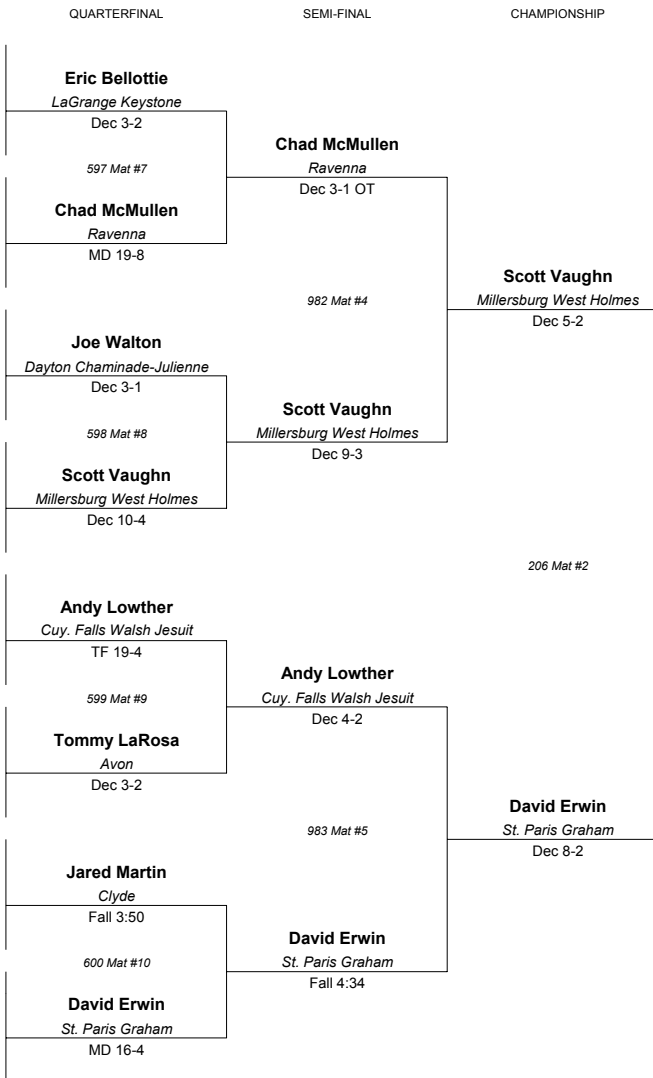 QUARTERFINAL
SEMI-FINAL
CHAMPIONSHIP
Eric Bellottie
LaGrange Keystone
Dec 3-2
597 Mat #7
Chad McMullen
Ravenna
MD 19-8
Chad McMullen
Ravenna
Dec 3-1 OT
982 Mat #4
Scott Vaughn
Millersburg West Holmes
Dec 5-2
Joe Walton
Dayton Chaminade-Julienne
Dec 3-1
598 Mat #8
Scott Vaughn
Millersburg West Holmes
Dec 10-4
Scott Vaughn
Millersburg West Holmes
Dec 9-3
206 Mat #2
Andy Lowther
Cuy. Falls Walsh Jesuit
TF 19-4
599 Mat #9
Tommy LaRosa
Avon
Dec 3-2
Andy Lowther
Cuy. Falls Walsh Jesuit
Dec 4-2
983 Mat #5
David Erwin
St. Paris Graham
Dec 8-2
Jared Martin
Clyde
Fall 3:50
600 Mat #10
David Erwin
St. Paris Graham
MD 16-4
David Erwin
St. Paris Graham
Fall 4:34